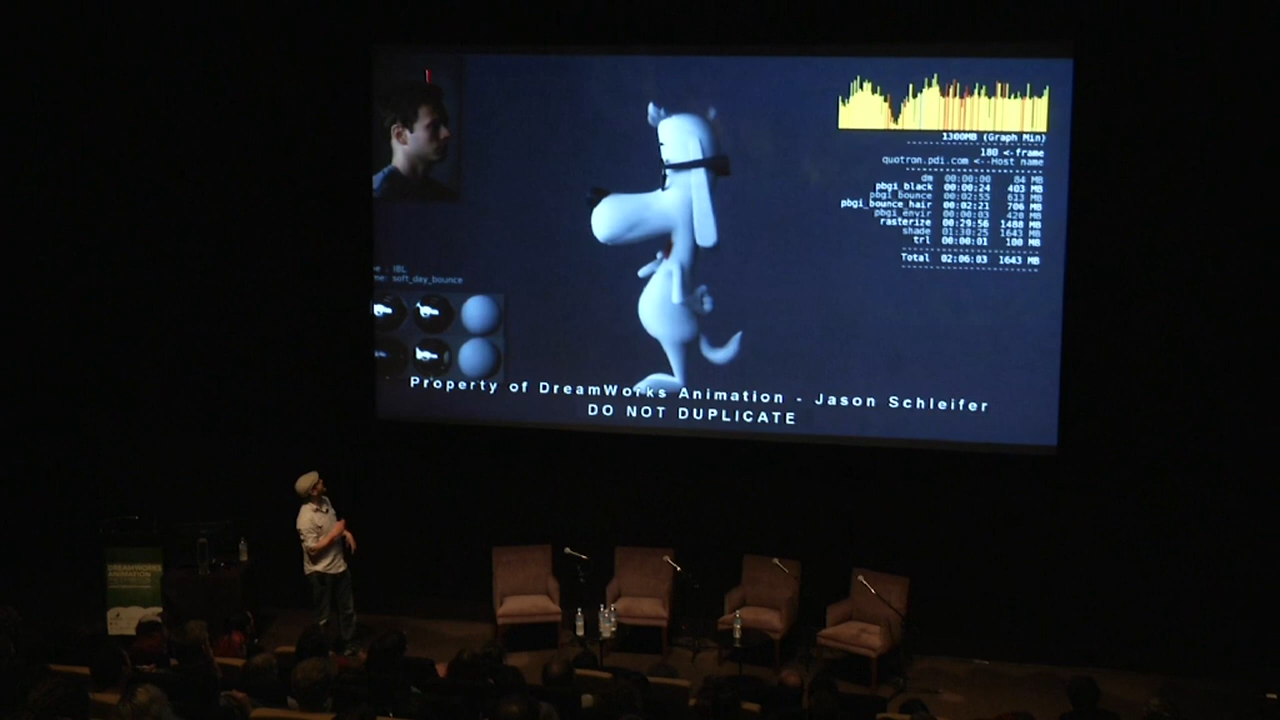 1300MB (Graph Min)
180 <-frame
quotron.pdi.com <--Host name
dm 00:00:00 84 MB
pbgi_black 00:00:24 403 MB
pbgi_bounce 00:02:55 613 MB
pbgi_bounce_hair 00:02:21 706 MB
pbgi_envir 00:00:03 420 MB
rasterize 00:29:56 1488 MB
shade 01:30:25 1643 MB
trl 00:00:01 100 MB
Total 02:06:03 1643 MB
: IBL
soft_day_bounce
Property of DreamWorks Animation - Jason Schleifer
DO NOT DUPLICATE
DREAMWORKS
ANIMATION